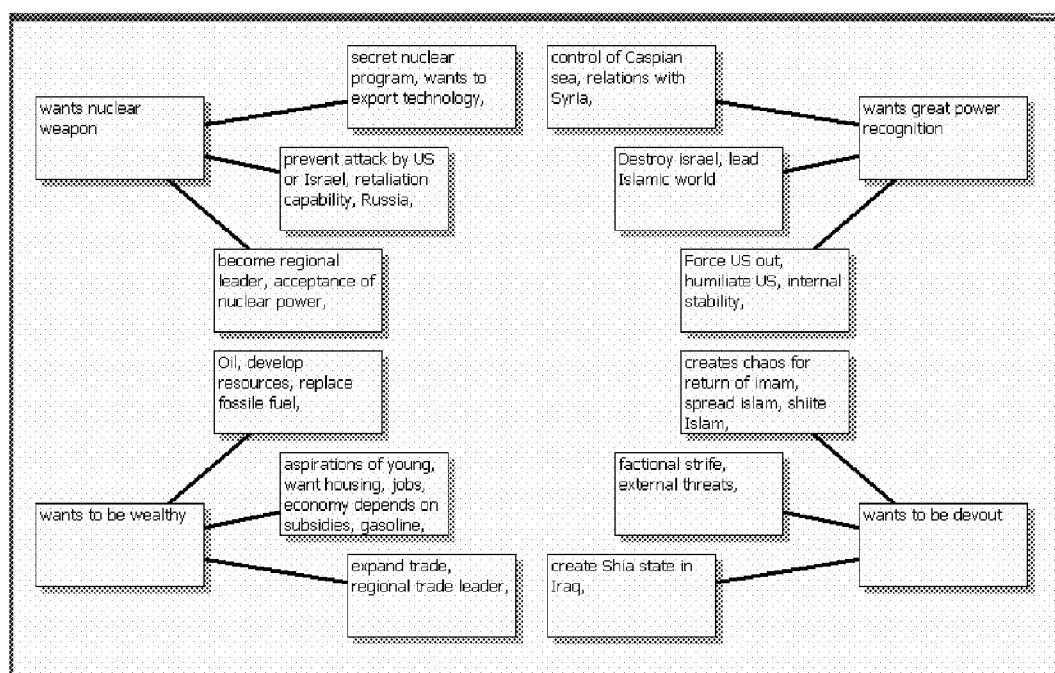 wants nuclear
weapon
secret nuclear
program, wants to
export technology,
prevent attack by US
or Israel, retaliation
capability, Russia,
become regional
leader, acceptance of
nuclear power,
control of Caspian
sea, relations with
Syria,
wants great power
recognition
Destroy israel, lead
Islamic world
Force US out,
humiliate US, internal
stability,
Oil, develop
resources, replace
fossile fuel,
wants to be wealthy
aspirations of young,
want housing, jobs,
economy depends on
subsidies, gasoline,
expand trade,
regional trade leader,
creates chaos for
return of imam,
spread islam, shiite
Islam,
factional strife,
external threats,
wants to be devout
create Shia state in
Iraq,